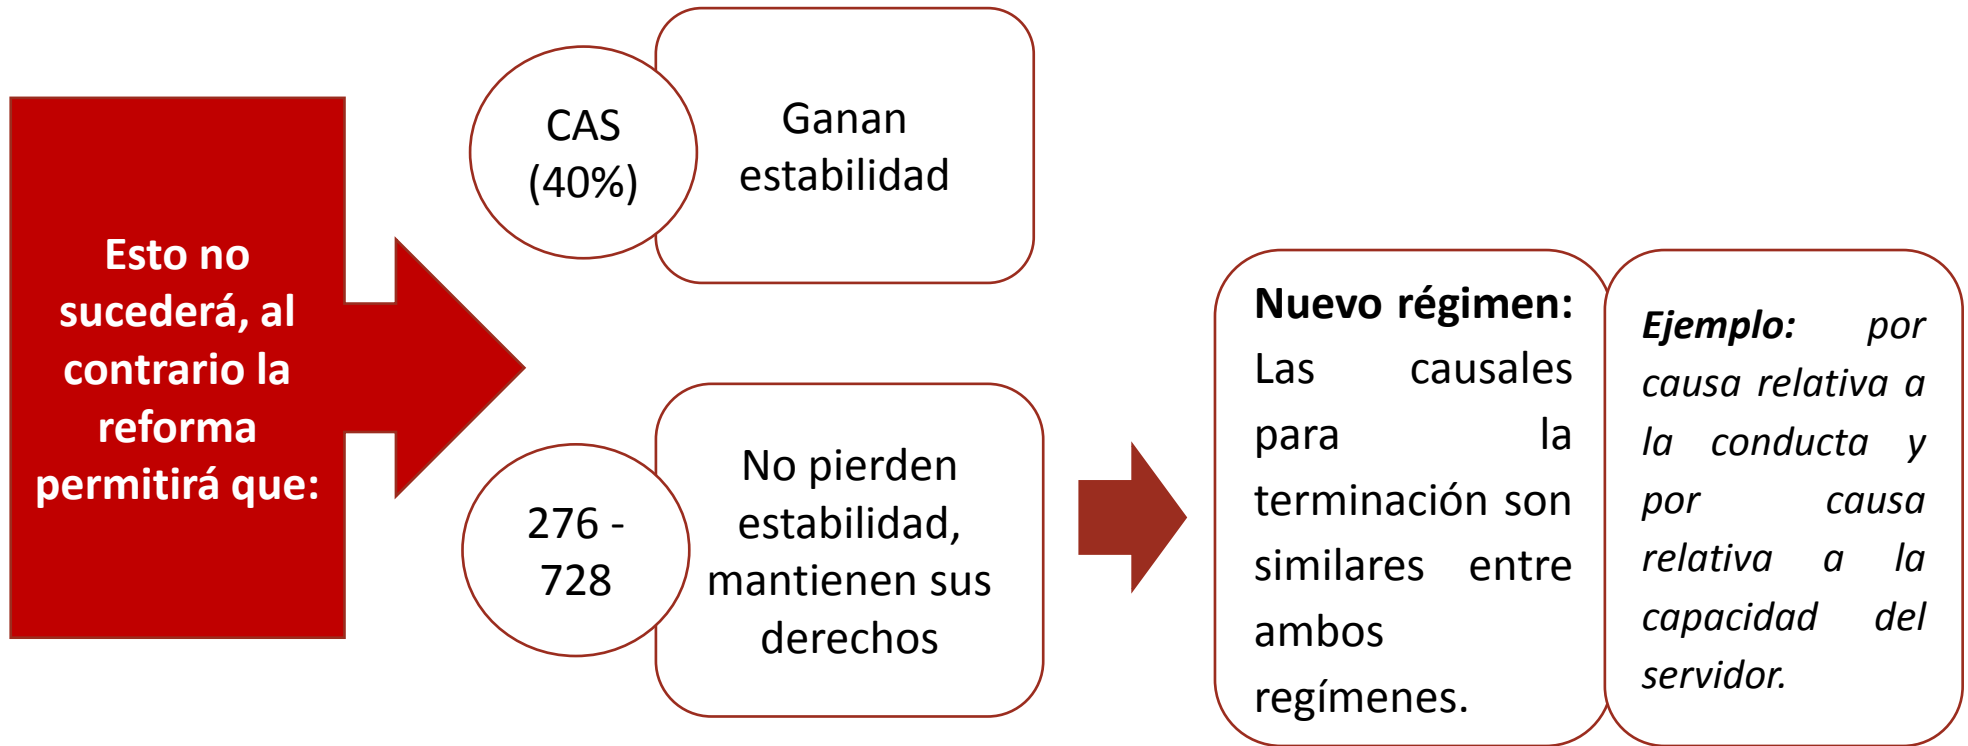 Esto no
sucederá, al
contrario la
reforma
permitirá que:
CAS
(40%)
Ganan
estabilidad
276 -
728
No pierden
estabilidad,
mantienen sus
derechos
Nuevo régimen:
Las causales
para la
terminación son
similares entre
ambos
regímenes.
Ejemplo: por
causa relativa a
la conducta y
por causa
relativa a la
capacidad del
servidor.